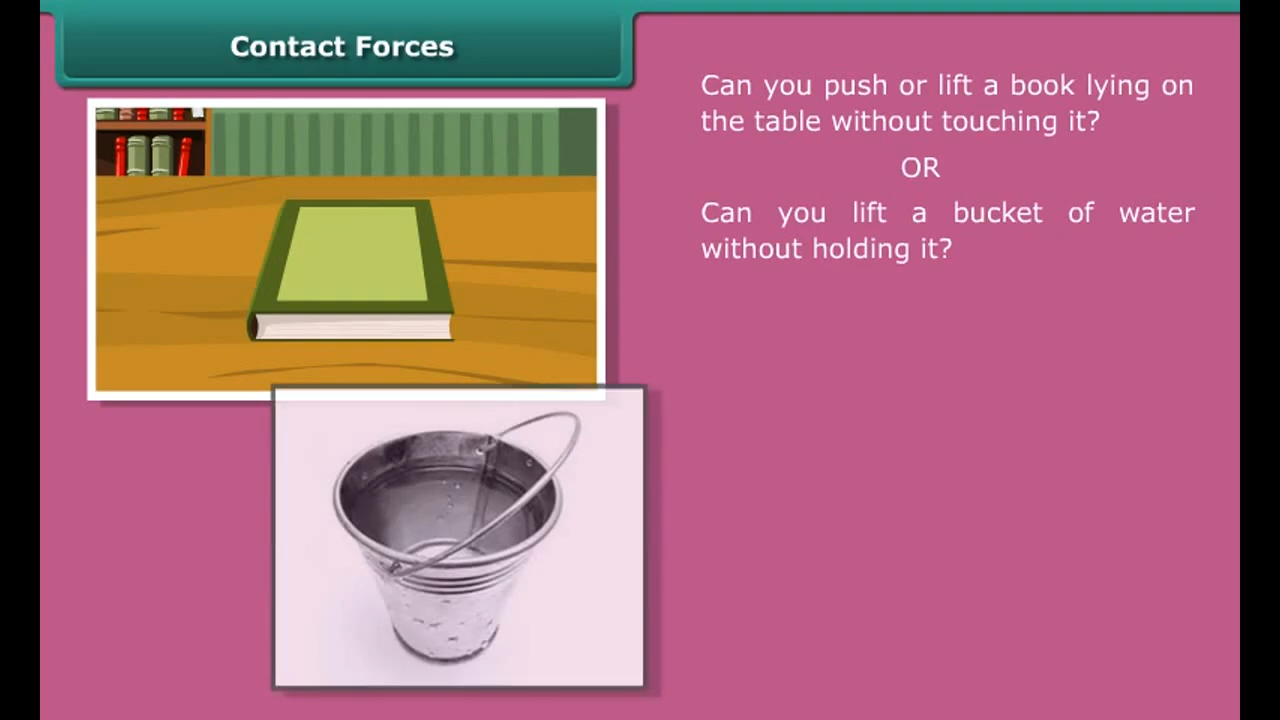 Contact Forces
Can you push or lift a book lying on
the table without touching it?
OR
Can you lift a bucket of water
without holding it?